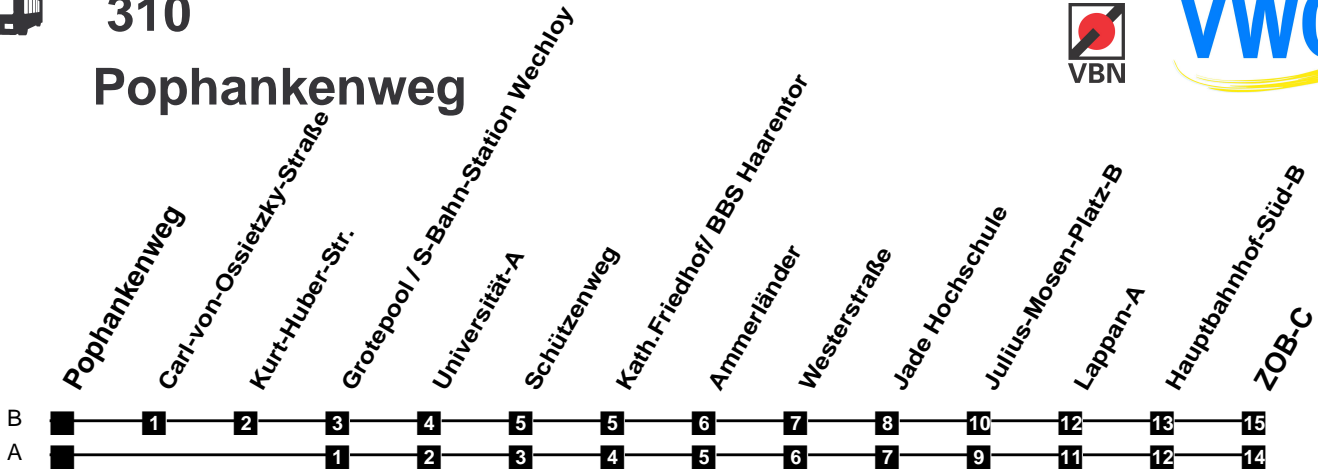 310
Pophankenweg
VBN
Pophankenweg
Carl-von-Ossietzky-Straße
Kurt-Huber-Str.
Grotepool / S-Bahn-Station Wechloy
Universität-A
Schützenweg
Kath.Friedhof/ BBS Haarentor
Ammerländer
Westerstraße
Jade Hochschule
Julius-Mosen-Platz-B
Lappan-A
Hauptbahnhof-Süd-B
ZOB-C
B 1 2 3 4 5 5 6 7 8 10 12 13 15
A 1 2 3 4 5 6 7 9 11 12 14